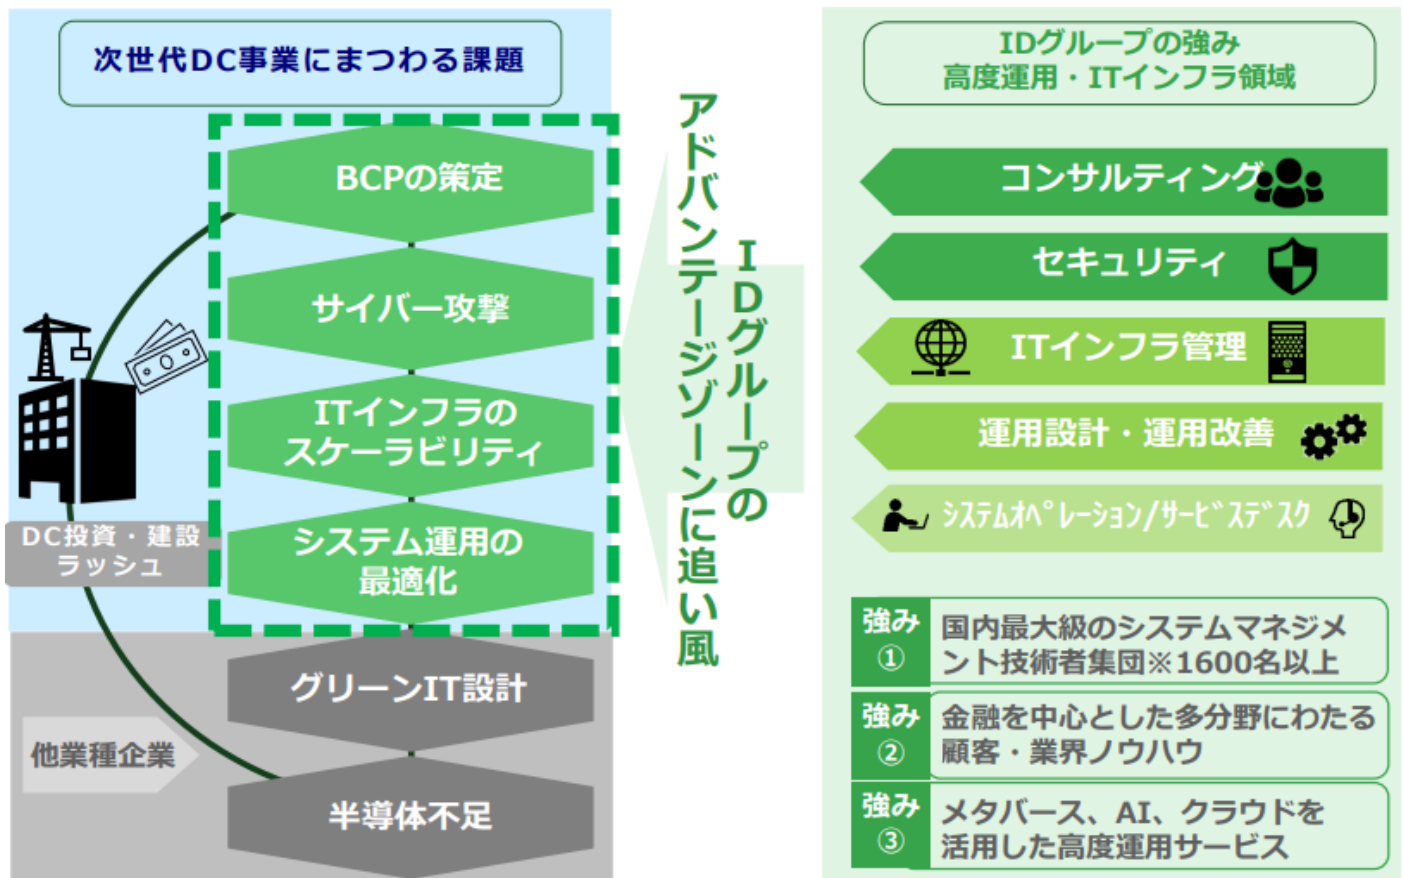 次世代DC事業にまつわる課題
BCPの策定
サイバー攻撃
ITインフラの
スケーラビリティ
システム運用の
最適化
DC投資・建設
ラッシュ
グリーンIT設計
他業種企業
半導体不足
IDグループの
アドバンテージゾーンに追い風
IDグループの強み
高度運用・ITインフラ領域
コンサルティング
セキュリティ
ITインフラ管理
運用設計・運用改善
ｼｽﾃﾑｵﾍﾟﾚｰｼｮﾝ/ｻｰﾋﾞｽﾃﾞｽｸ
強み
①
国内最大級のシステムマネジメ
ント技術者集団※1600名以上
強み
②
金融を中心とした多分野にわたる
顧客・業界ノウハウ
強み
③
メタバース、AI、クラウドを
活用した高度運用サービス